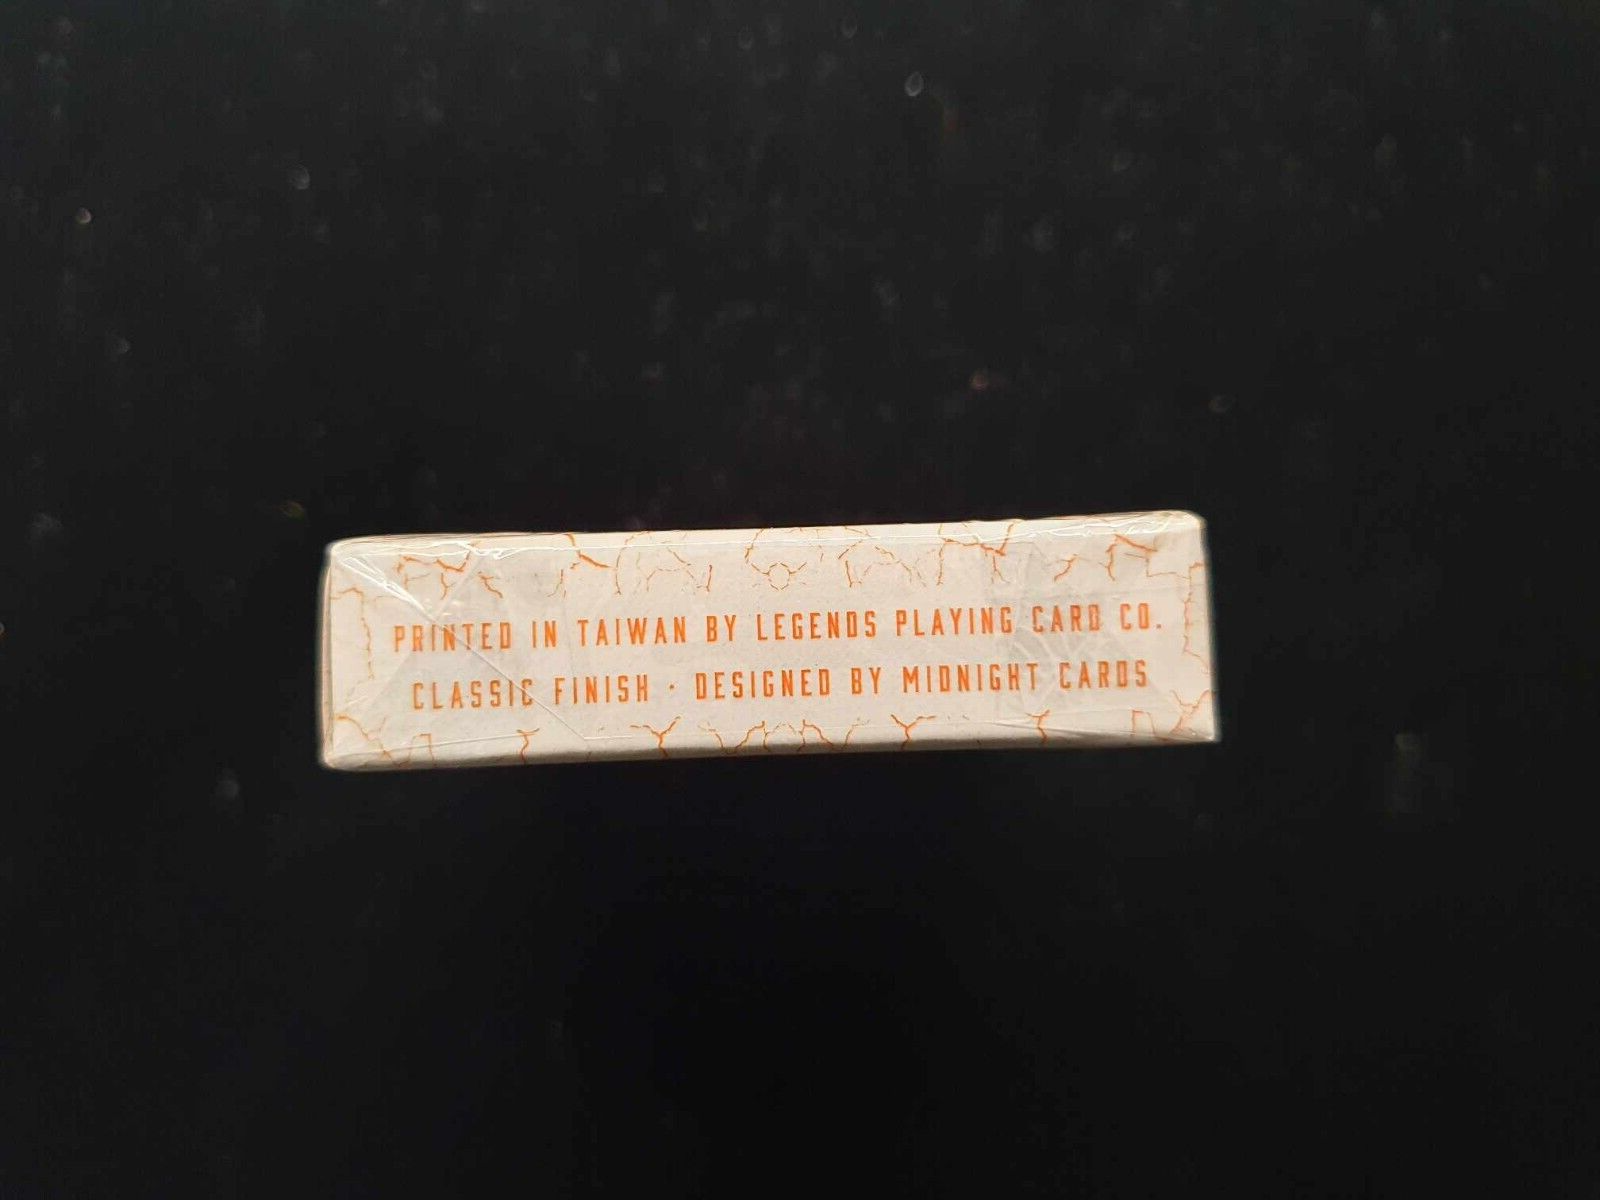 PRINTED IN TAIWAN BY LEGENDS PLAYING CARD CO.
CLASSIC FINISH · DESIGNED BY MIDNIGHT CARDS